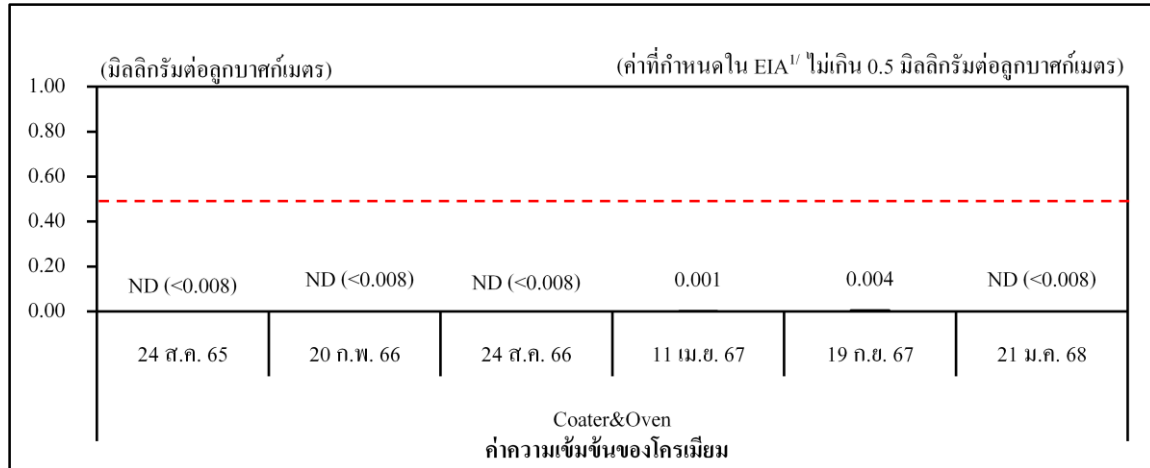 (มิลลิกรัมต่อลูกบาศก์เมตร) (ค่าที่กำหนดใน EIA1/ ไม่เกิน 0.5 มิลลิกรัมต่อลูกบาศก์เมตร)
1.00
0.80
0.60
0.40
0.20
ND (<0.008) ND (<0.008) ND (<0.008) 0.001 0.004 ND (<0.008)
0.00
24 ส.ค. 65 20 ก.พ. 66 24 ส.ค. 66 11 เม.ย. 67 19 ก.ย. 67 21 ม.ค. 68
Coater&Oven
ค่าความเข้มข้นของโครเมียม